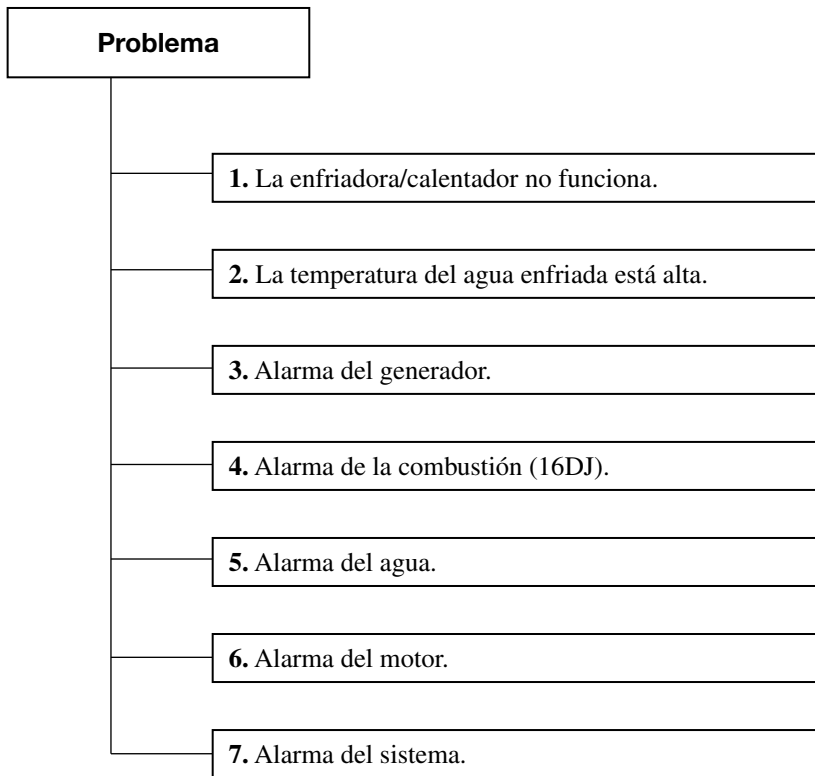 Problema
1. La enfriadora/calentador no funciona.
2. La temperatura del agua enfriada está alta.
3. Alarma del generador.
4. Alarma de la combustión (16DJ).
5. Alarma del agua.
6. Alarma del motor.
7. Alarma del sistema.